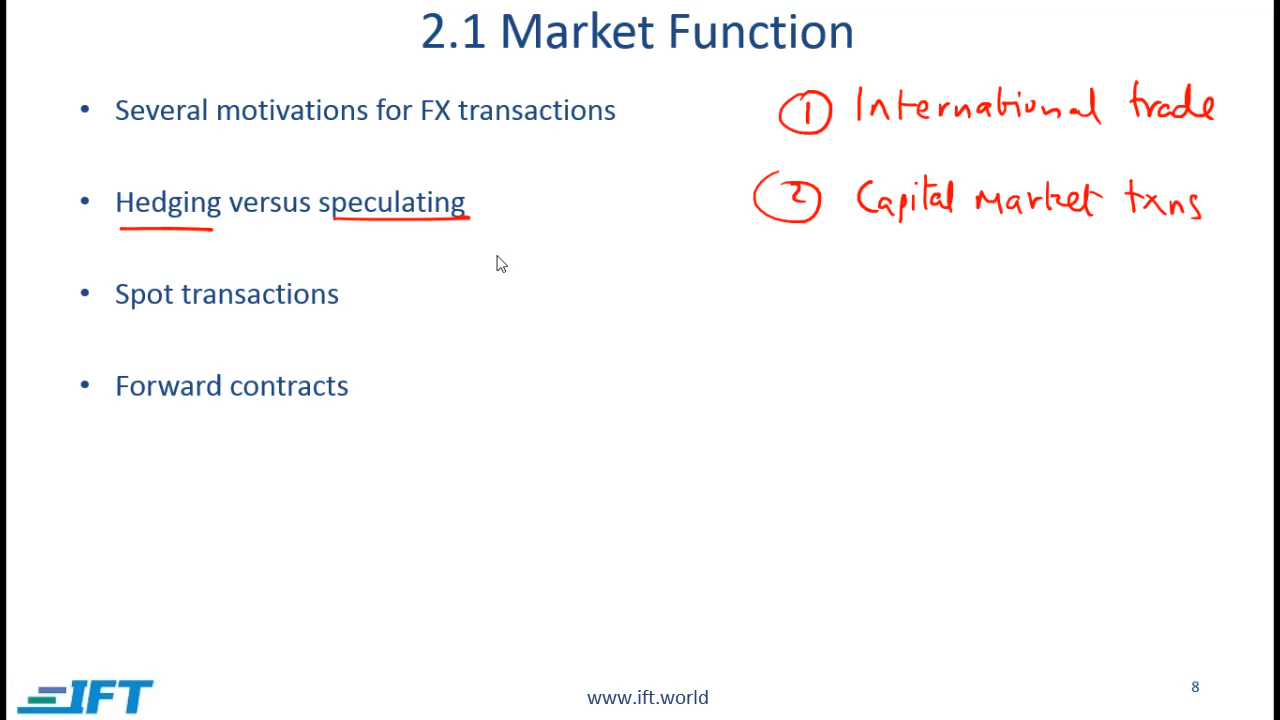 2.1 Market Function
• Several motivations for FX transactions
① International trade
• Hedging versus speculating
② Capital market txns
• Spot transactions
• Forward contracts
IFT
www.ift.world
8